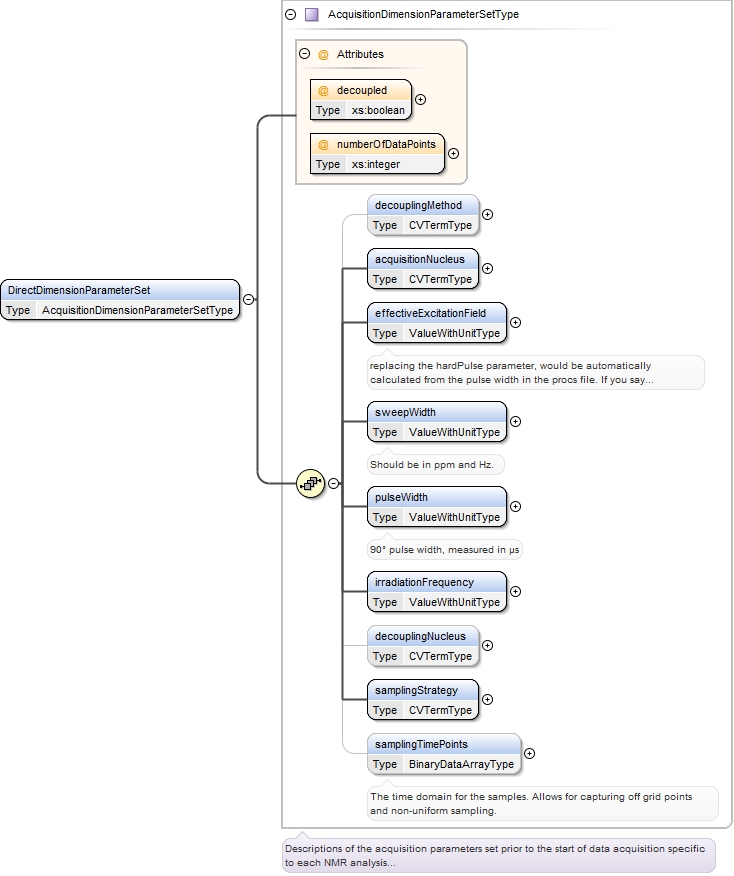 AcquisitionDimensionParameterSetType
@ Attributes
@ decoupled
Type xs:boolean
@ numberOfDataPoints
Type xs:integer
decouplingMethod
Type CVTermType
acquisitionNucleus
Type CVTermType
DirectDimensionParameterSet
Type AcquisitionDimensionParameterSetType
effectiveExcitationField
Type ValueWithUnitType
replacing the hardPulse parameter, would be automatically
calculated from the pulse width in the procs file. If you say...
sweepWidth
Type ValueWithUnitType
Should be in ppm and Hz.
pulseWidth
Type ValueWithUnitType
90° pulse width, measured in µs
irradiationFrequency
Type ValueWithUnitType
decouplingNucleus
Type CVTermType
samplingStrategy
Type CVTermType
samplingTimePoints
Type BinaryDataArrayType
The time domain for the samples. Allows for capturing off grid points
and non-uniform sampling.
Descriptions of the acquisition parameters set prior to the start of data acquisition specific
to each NMR analysis...